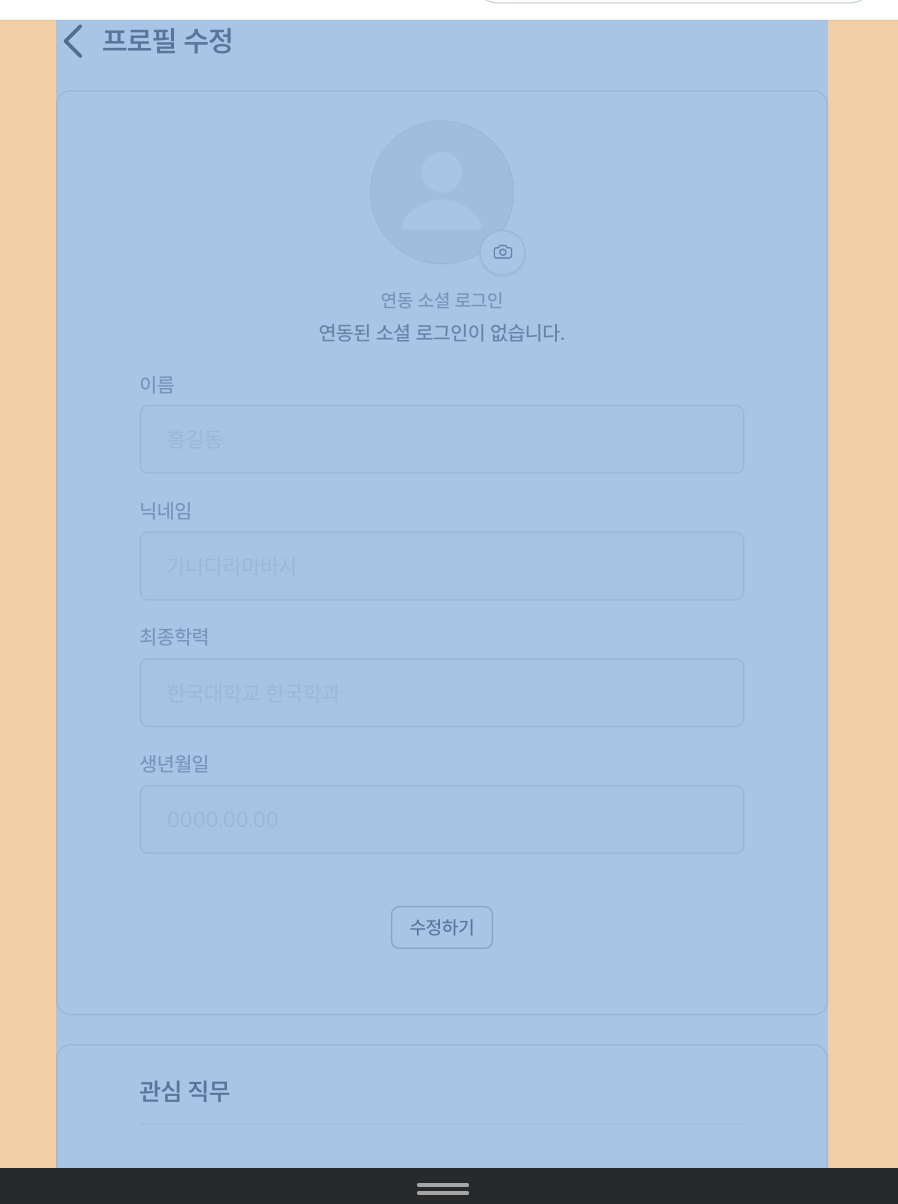 프로필 수정
연동 소셜 로그인
연동된 소셜 로그인이 없습니다.
이름
홍길동
닉네임
가나다라마바사
최종학력
한국대학교 한국학과
생년월일
0000.00.00
수정하기
관심 직무